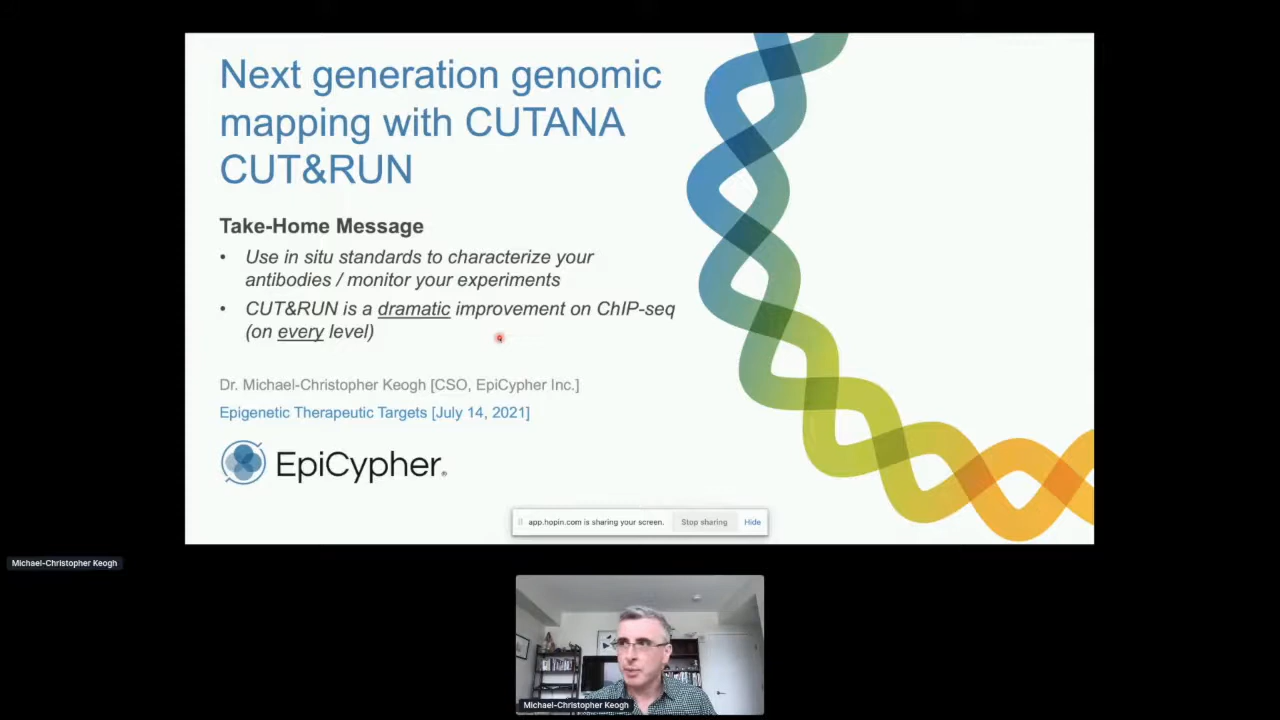 Next generation genomic
mapping with CUTANA
CUT&RUN
Take-Home Message
• Use in situ standards to characterize your
antibodies / monitor your experiments
• CUT&RUN is a dramatic improvement on ChIP-seq
(on every level)
Dr. Michael-Christopher Keogh [CSO, EpiCypher Inc.]
Epigenetic Therapeutic Targets [July 14, 2021]
EpiCypher®
app.hopin.com is sharing your screen. Stop sharing Hide
Michael-Christopher Keogh
Michael-Christopher Keogh